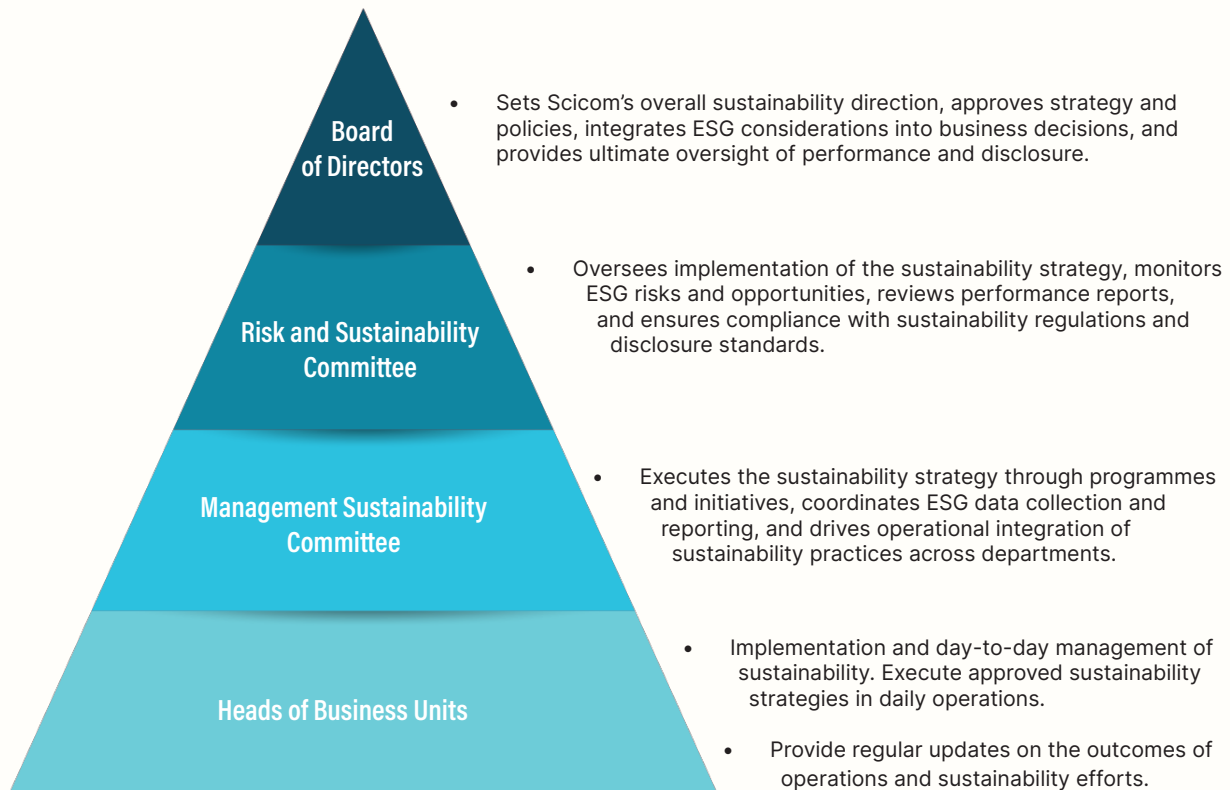 Board
of Directors
• Sets Scicom’s overall sustainability direction, approves strategy and
policies, integrates ESG considerations into business decisions, and
provides ultimate oversight of performance and disclosure.
Risk and Sustainability
Committee
• Oversees implementation of the sustainability strategy, monitors
ESG risks and opportunities, reviews performance reports,
and ensures compliance with sustainability regulations and
disclosure standards.
Management Sustainability
Committee
• Executes the sustainability strategy through programmes
and initiatives, coordinates ESG data collection and
reporting, and drives operational integration of
sustainability practices across departments.
Heads of Business Units
• Implementation and day-to-day management of
sustainability. Execute approved sustainability
strategies in daily operations.
• Provide regular updates on the outcomes of
operations and sustainability efforts.